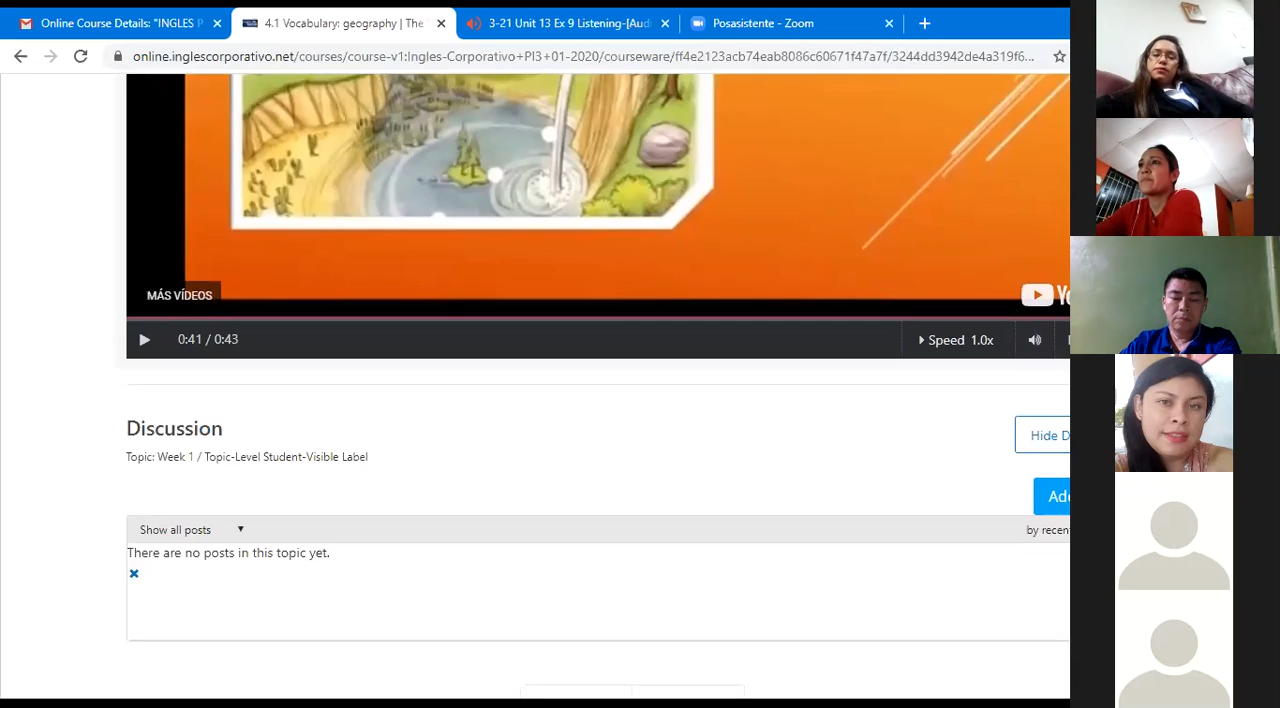 Online Course Details: "INGLES P
4.1 Vocabulary: geography | The
3-21 Unit 13 Ex 9 Listening-[Audi
Posasistente - Zoom
online.inglescorporativo.net/courses/course-v1:Ingles-Corporativo+PI3+01-2020/courseware/ff4e2123acb74eab8086c60671f47a7f/3244dd3942de4a319f6...
MÁS VÍDEOS
0:41 / 0:43
Speed 1.0x
Discussion
Hide D
Topic: Week 1 / Topic-Level Student-Visible Label
Add
Show all posts
by recen
There are no posts in this topic yet.